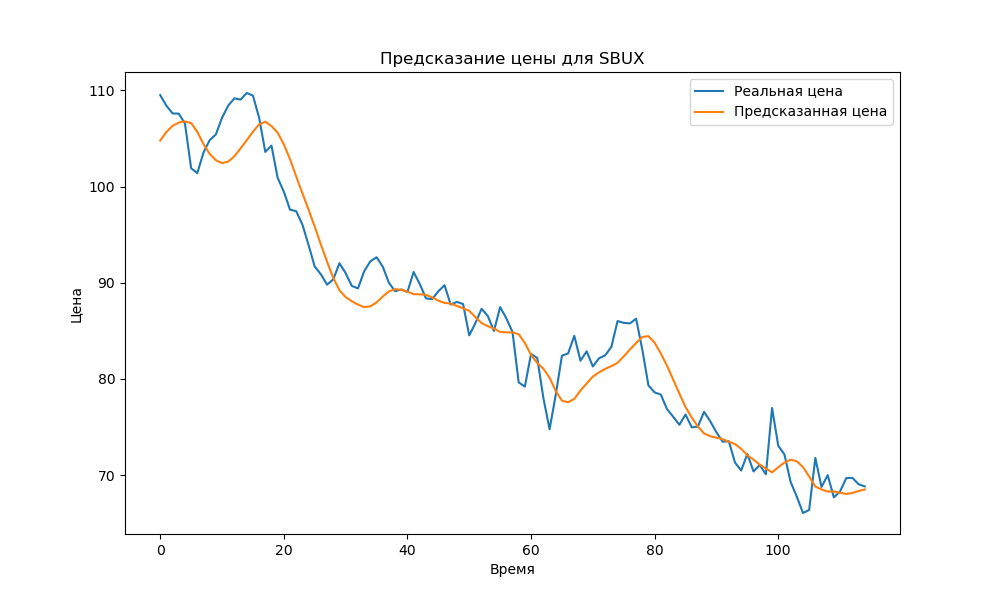 Предсказание цены для SBUX
Реальная цена
Предсказанная цена
Цена
110
100
90
80
70
0 20 40 60 80 100
Время